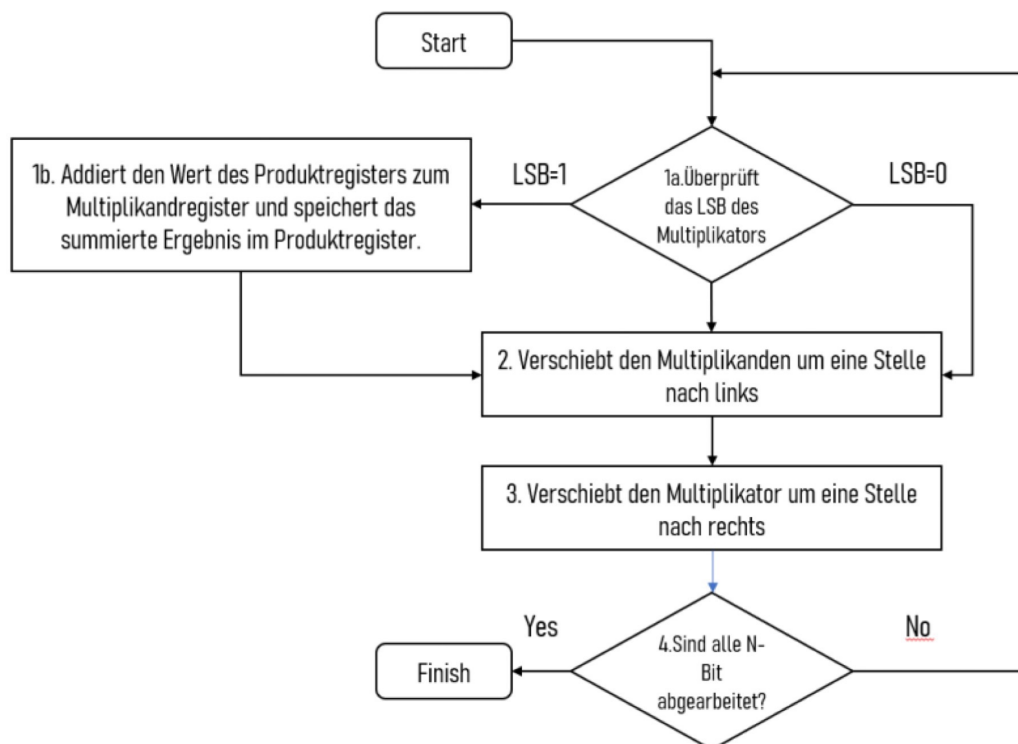 Start
1b. Addiert den Wert des Produktregisters zum
Multiplikandregister und speichert das
summierte Ergebnis im Produktregister.
LSB=1
1a.Überprüft
das LSB des
Multiplikators
LSB=0
2. Verschiebt den Multiplikanden um eine Stelle
nach links
3. Verschiebt den Multiplikator um eine Stelle
nach rechts
Yes
4.Sind alle N-
Bit
abgearbeitet?
No
Finish